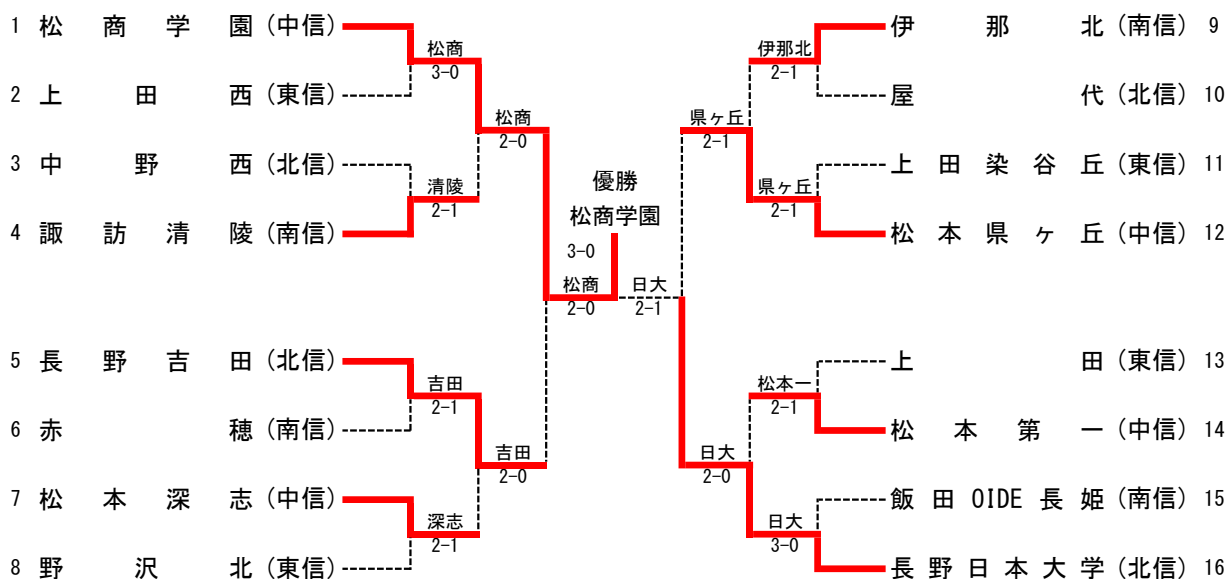 1 松商学園(中信)
松商
3-0
2 上田西(東信)
松商
2-0
3 中野西(北信)
清陵
2-1
4 諏訪清陵(南信)
優勝
松商学園
3-0
松商
2-0
日大
2-1
5 長野吉田(北信)
吉田
2-1
6 赤穂(南信)
吉田
2-0
7 松本深志(中信)
深志
2-1
8 野沢北(東信)
伊那北(南信) 9
伊那北
2-1
屋代(北信) 10
県ヶ丘
2-1
上田染谷丘(東信) 11
県ヶ丘
2-1
松本県ヶ丘(中信) 12
上田(東信) 13
松本一
2-1
松本第一(中信) 14
日大
2-0
飯田OIDE長姫(南信) 15
日大
3-0
長野日本大学(北信) 16